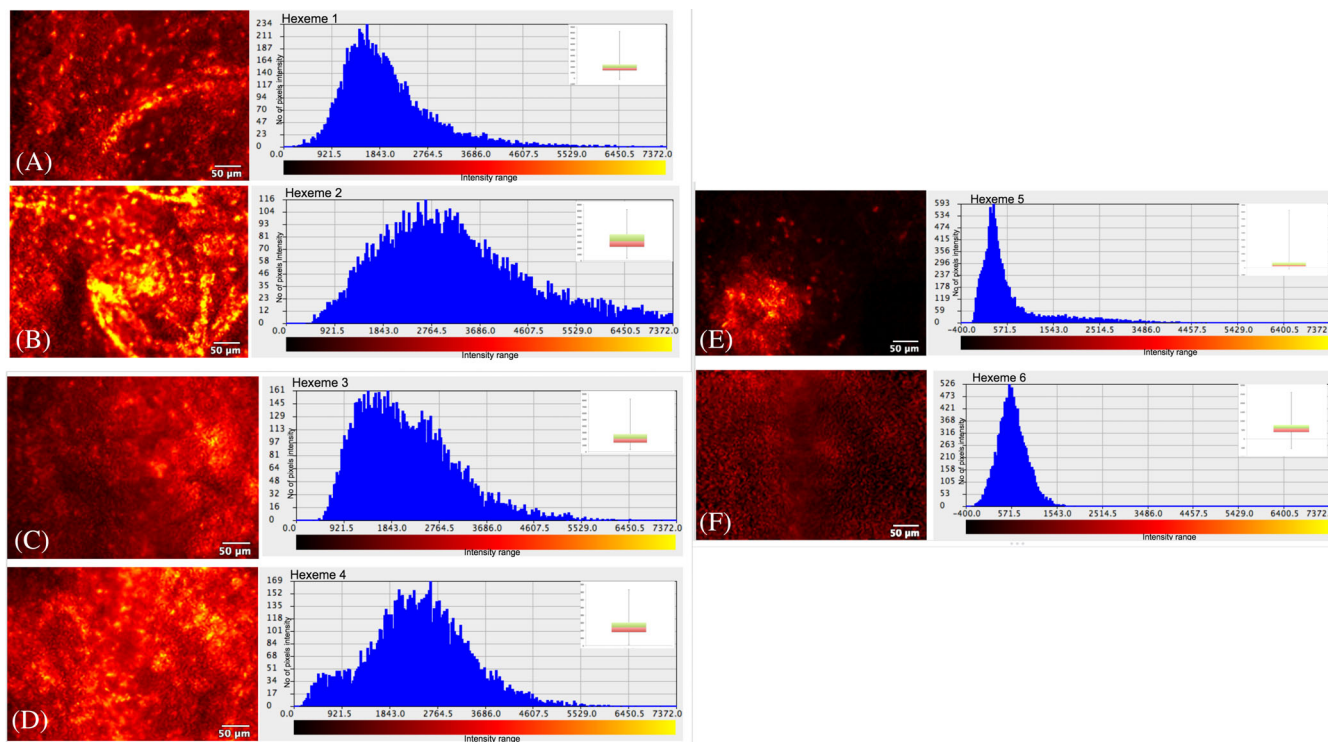 Hexeme 1
234
211
187
164
140
117
94
70
47
23
0
No of pixels intensity
0.0 921.5 1843.0 2764.5 3686.0 4607.5 5529.0 6450.5 7372.0
Intensity range
(A)
50 µm
Hexeme 2
116
104
93
81
70
58
46
35
23
12
0
No of pixels Intensity
0.0 921.5 1843.0 2764.5 3686.0 4607.5 5529.0 6450.5 7372.0
Intensity range
(B)
50 µm
Hexeme 3
161
145
129
113
97
81
64
48
32
16
0
No of pixels intensity
0.0 921.5 1843.0 2764.5 3686.0 4607.5 5529.0 6450.5 7372.0
Intensity range
(C)
50 µm
Hexeme 4
169
152
135
118
101
84
68
51
34
17
0
No of pixels intensity
0.0 921.5 1843.0 2764.5 3686.0 4607.5 5529.0 6450.5 7372.0
Intensity range
(D)
50 µm
Hexeme 5
593
534
474
415
356
296
237
178
119
59
0
No of pixels intensity
−400.0 571.5 1543.0 2514.5 3486.0 4457.5 5429.0 6400.5 7372.0
Intensity range
(E)
50 µm
Hexeme 6
526
473
421
368
316
263
210
158
105
53
0
No of pixels intensity
−400.0 571.5 1543.0 2514.5 3486.0 4457.5 5429.0 6400.5 7372.0
Intensity range
(F)
50 µm